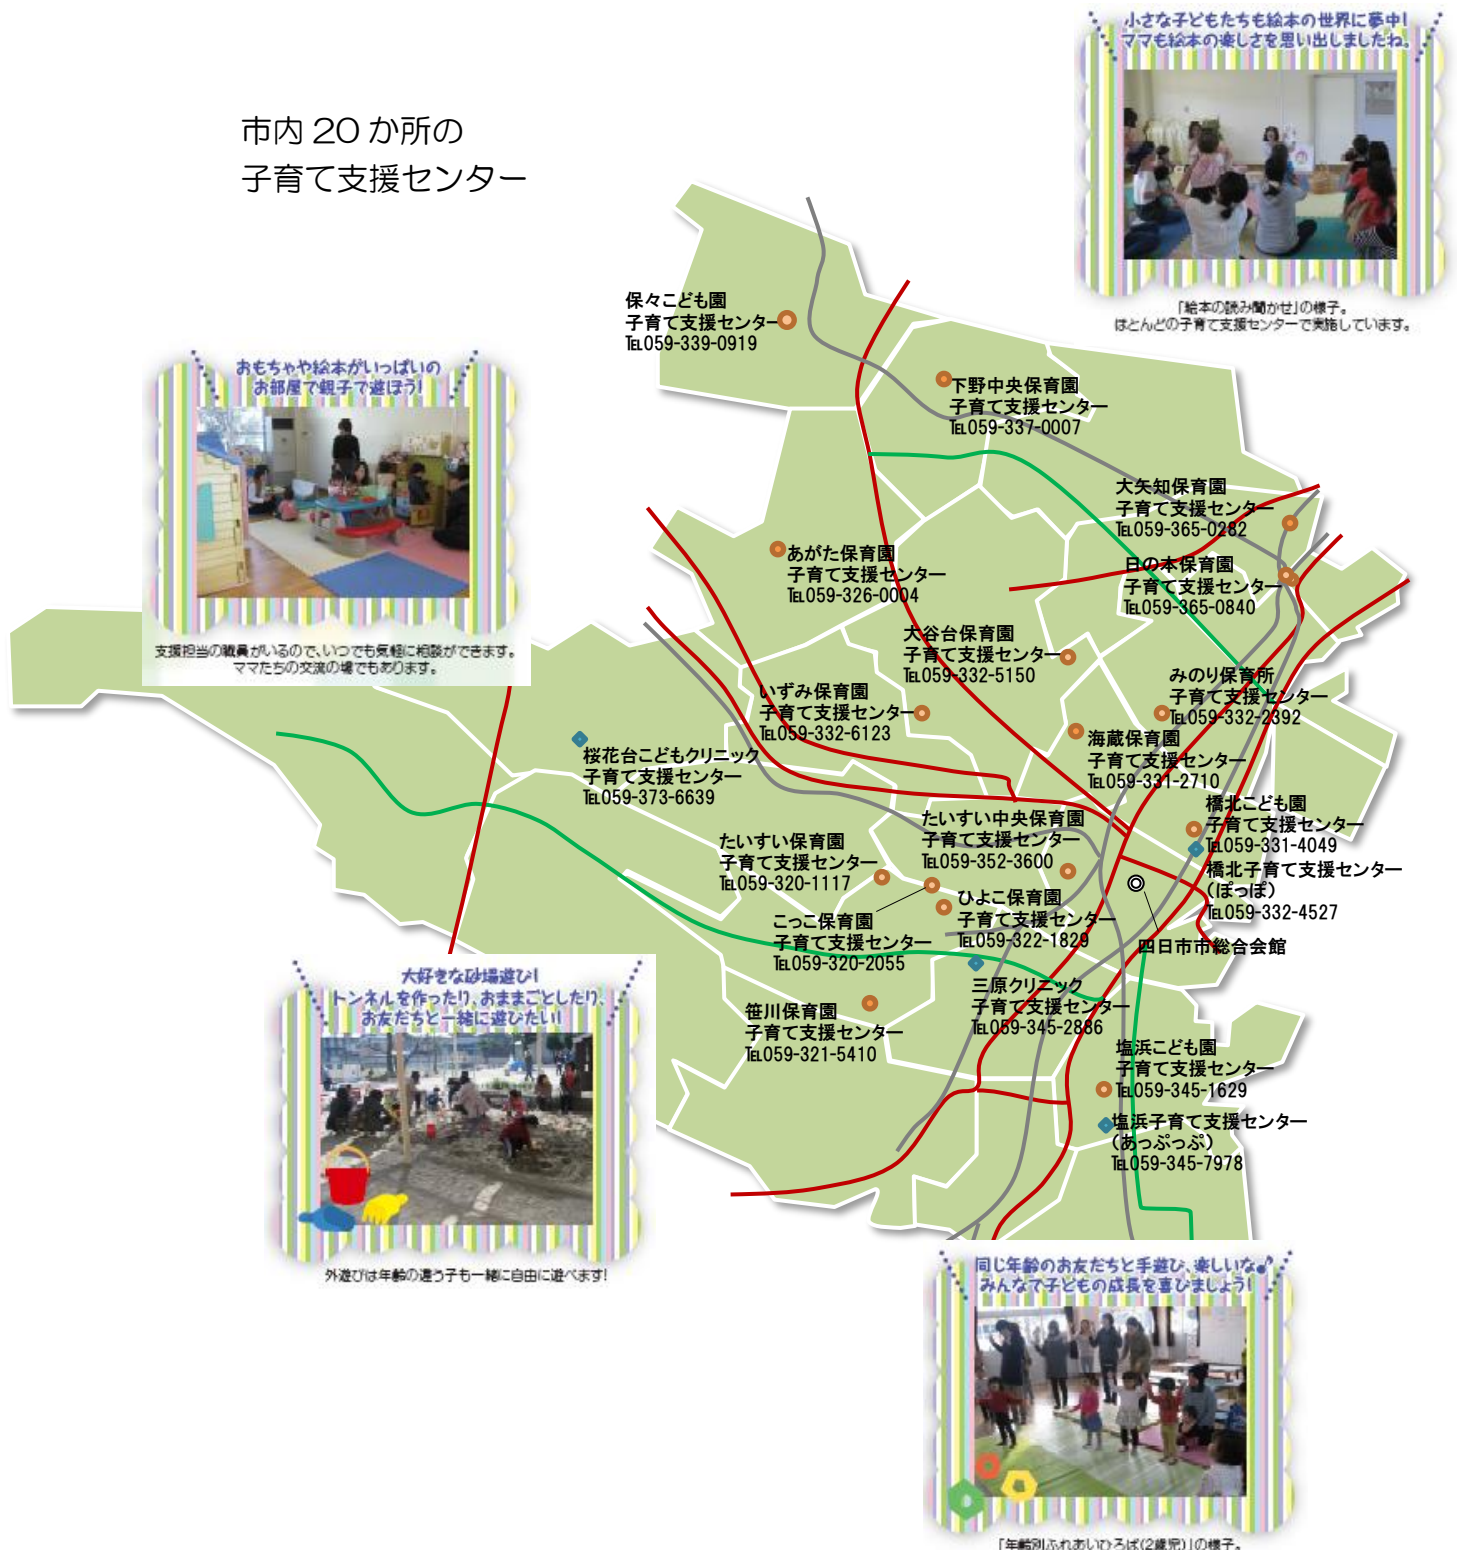 小さな子どもたちも絵本の世界に夢中!
ママも絵本の楽しさを思い出しましたね。
「絵本の読み聞かせ」の様子。
ほとんどの子育て支援センターで実施しています。
市内 20 か所の
子育て支援センター
保々こども園
子育て支援センター
℡059-339-0919
おもちゃや絵本がいっぱいの
お部屋で親子で遊ぼう!
支援担当の職員がいるので、いつでも気軽に相談ができます。
ママたちの交流の場でもあります。
下野中央保育園
子育て支援センター
℡059-337-0007
大矢知保育園
子育て支援センター
℡059-365-0282
あがた保育園
子育て支援センター
℡059-326-0004
日の本保育園
子育て支援センター
℡059-365-0840
大谷台保育園
子育て支援センター
℡059-332-5150
みのり保育所
子育て支援センター
℡059-332-2392
いずみ保育園
子育て支援センター
℡059-332-6123
海蔵保育園
子育て支援センター
℡059-331-2710
桜花台こどもクリニック
子育て支援センター
℡059-373-6639
橋北こども園
子育て支援センター
℡059-331-4049
橋北子育て支援センター
(ぽっぽ)
℡059-332-4527
たいすい中央保育園
子育て支援センター
℡059-352-3600
たいすい保育園
子育て支援センター
℡059-320-1117
ひよこ保育園
子育て支援センター
℡059-322-1829
こっこ保育園
子育て支援センター
℡059-320-2055
四日市市総合会館
三原クリニック
子育て支援センター
℡059-345-2886
笹川保育園
子育て支援センター
℡059-321-5410
塩浜こども園
子育て支援センター
℡059-345-1629
塩浜子育て支援センター
(あっぷっぷ)
℡059-345-7978
大好きな砂場遊び!
トンネルを作ったり、おままごとしたり、
お友だちと一緒に遊びたい!
外遊びは年齢の違う子も一緒に自由に遊べます!
同じ年齢のお友だちと手遊び、楽しいな♪
みんなで子どもの成長を喜びましょう!
「年齢別ふれあいひろば(2歳児)」の様子。